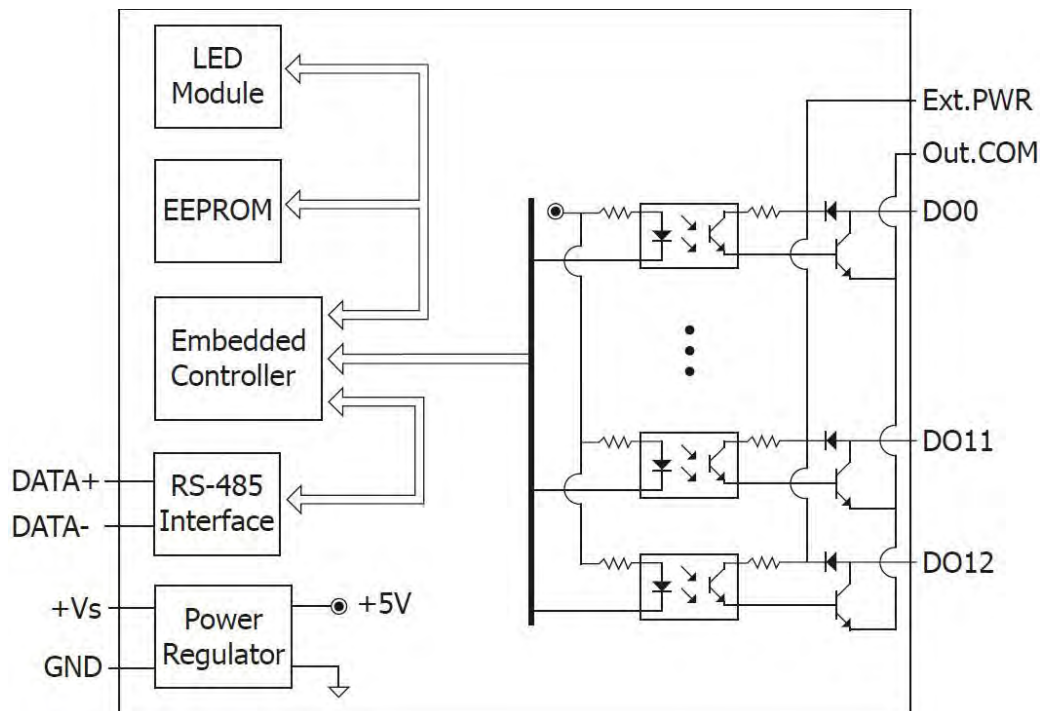 LED
Module
Ext.PWR
Out.COM
EEPROM
DO0
Embedded
Controller
DO11
DATA+
RS-485
Interface
DATA-
DO12
+Vs
Power
Regulator
+5V
GND